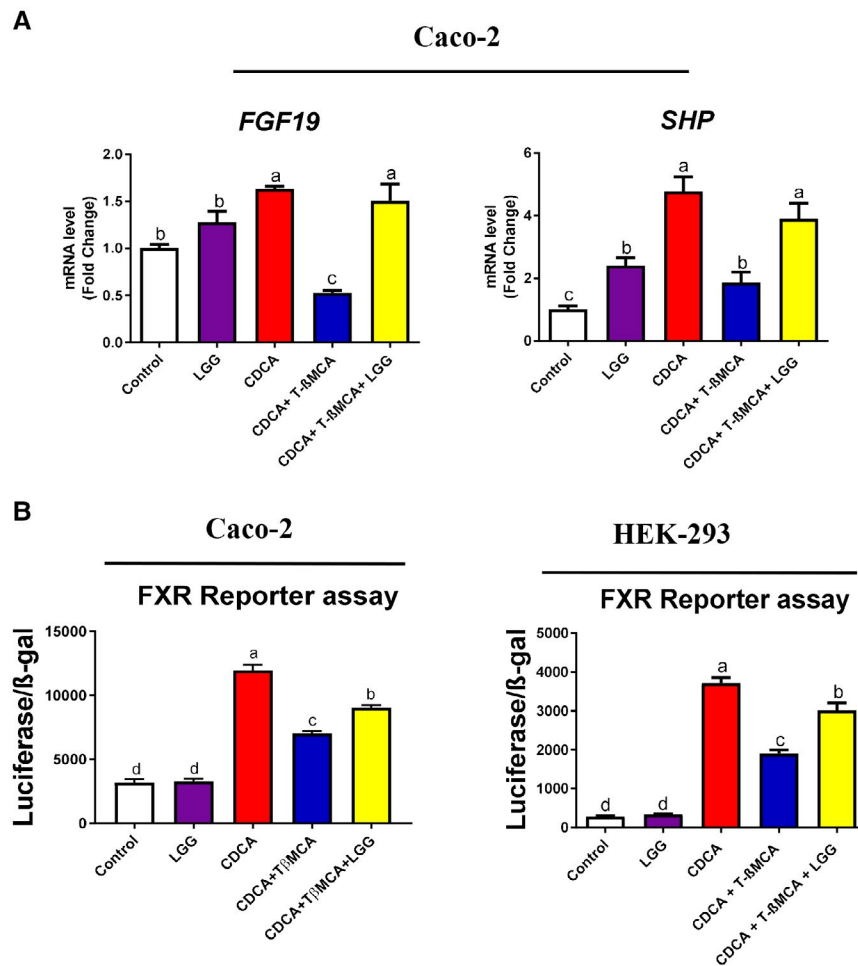 A
Caco-2
FGF19
SHP
mRNA level
(Fold Change)
2.0
1.5
1.0
0.5
0.0
b
b
a
c
a
Control
LGG
CDCA
CDCA+ T-ßMCA
CDCA+ T-ßMCA+ LGG
mRNA level
(Fold Change)
6
4
2
0
c
b
a
b
a
Control
LGG
CDCA
CDCA+ T-ßMCA
CDCA+ T-ßMCA+ LGG
B
Caco-2
FXR Reporter assay
Luciferase/ß-gal
15000
10000
5000
0
d
d
a
c
b
Control
LGG
CDCA
CDCA+TβMCA
CDCA+TβMCA+LGG
HEK-293
FXR Reporter assay
Luciferase/ß-gal
5000
4000
3000
2000
1000
0
d
d
a
c
b
Control
LGG
CDCA
CDCA + T-ßMCA
CDCA + T-ßMCA + LGG